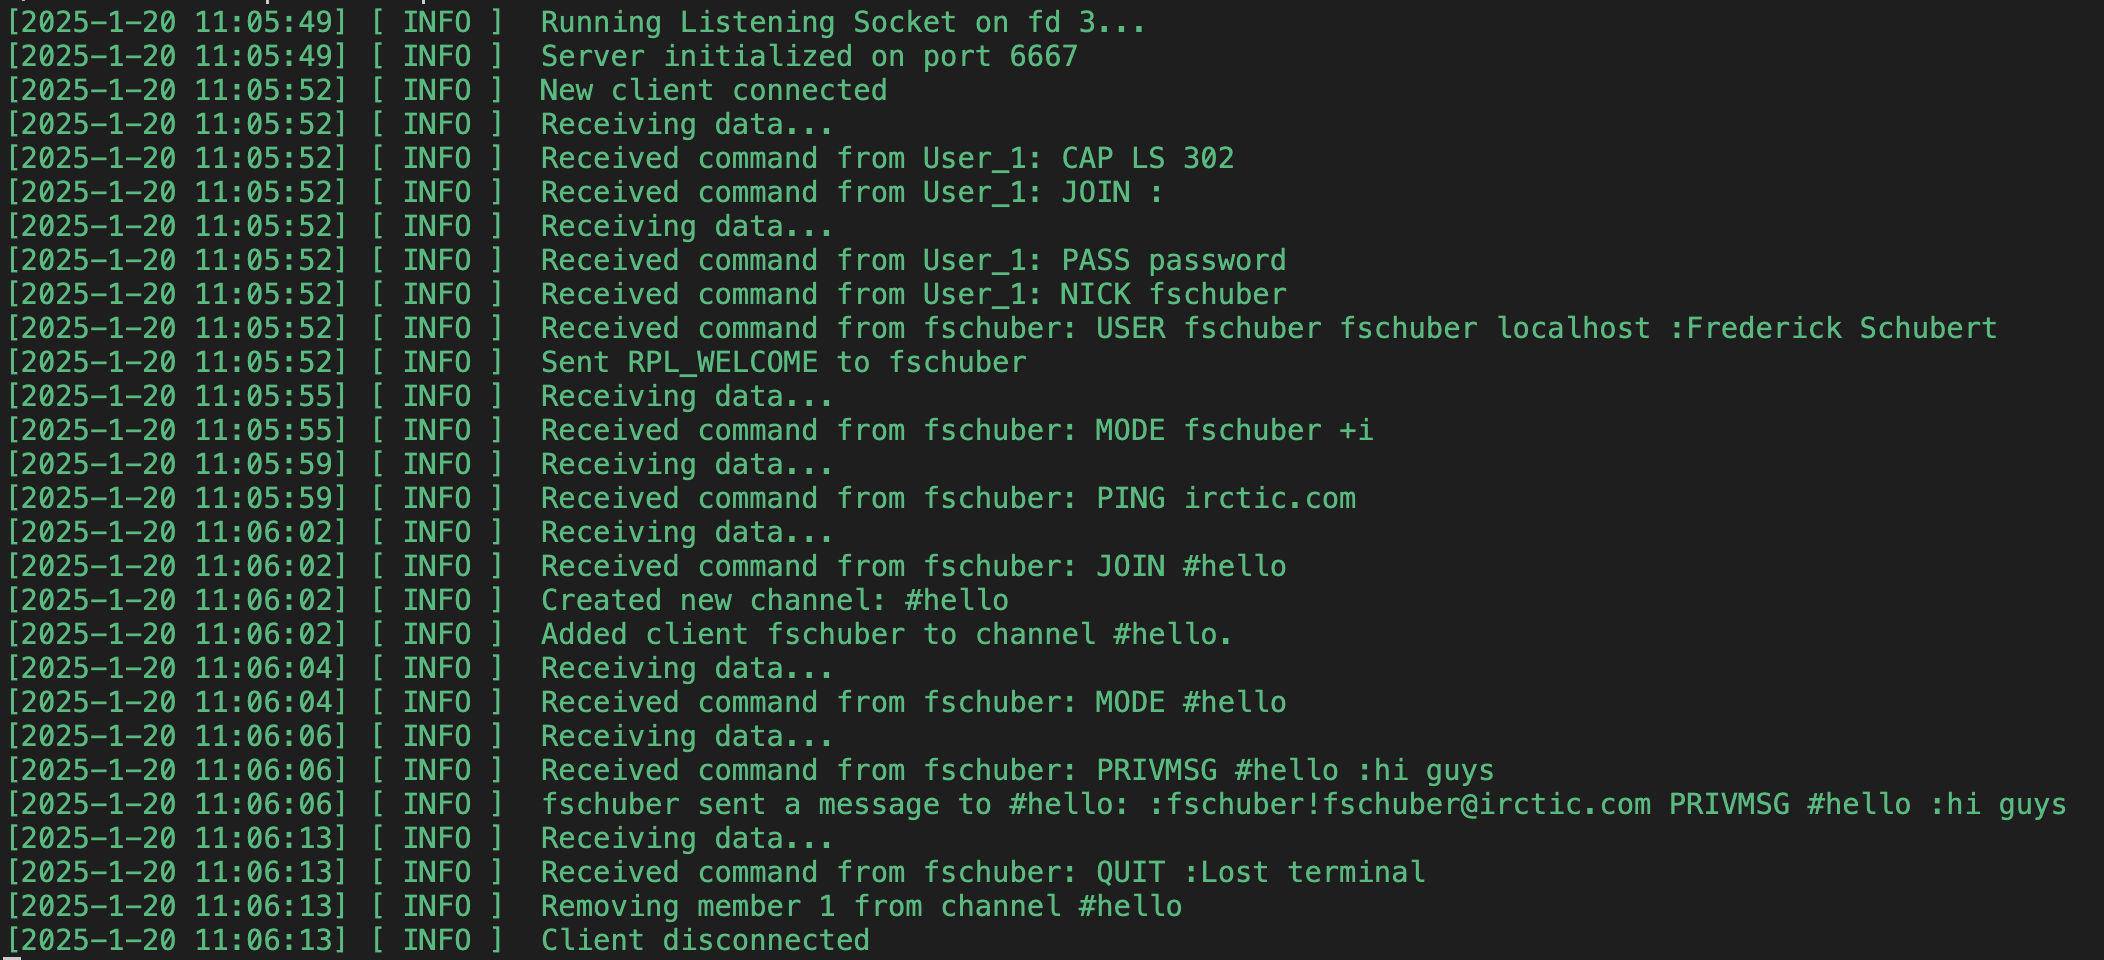 [2025-1-20 11:05:49] [ INFO ]  Running Listening Socket on fd 3...
[2025-1-20 11:05:49] [ INFO ]  Server initialized on port 6667
[2025-1-20 11:05:52] [ INFO ]  New client connected
[2025-1-20 11:05:52] [ INFO ]  Receiving data...
[2025-1-20 11:05:52] [ INFO ]  Received command from User_1: CAP LS 302
[2025-1-20 11:05:52] [ INFO ]  Received command from User_1: JOIN :
[2025-1-20 11:05:52] [ INFO ]  Receiving data...
[2025-1-20 11:05:52] [ INFO ]  Received command from User_1: PASS password
[2025-1-20 11:05:52] [ INFO ]  Received command from User_1: NICK fschuber
[2025-1-20 11:05:52] [ INFO ]  Received command from fschuber: USER fschuber fschuber localhost :Frederick Schubert
[2025-1-20 11:05:52] [ INFO ]  Sent RPL_WELCOME to fschuber
[2025-1-20 11:05:55] [ INFO ]  Receiving data...
[2025-1-20 11:05:55] [ INFO ]  Received command from fschuber: MODE fschuber +i
[2025-1-20 11:05:59] [ INFO ]  Receiving data...
[2025-1-20 11:05:59] [ INFO ]  Received command from fschuber: PING irctic.com
[2025-1-20 11:06:02] [ INFO ]  Receiving data...
[2025-1-20 11:06:02] [ INFO ]  Received command from fschuber: JOIN #hello
[2025-1-20 11:06:02] [ INFO ]  Created new channel: #hello
[2025-1-20 11:06:02] [ INFO ]  Added client fschuber to channel #hello.
[2025-1-20 11:06:04] [ INFO ]  Receiving data...
[2025-1-20 11:06:04] [ INFO ]  Received command from fschuber: MODE #hello
[2025-1-20 11:06:06] [ INFO ]  Receiving data...
[2025-1-20 11:06:06] [ INFO ]  Received command from fschuber: PRIVMSG #hello :hi guys
[2025-1-20 11:06:06] [ INFO ]  fschuber sent a message to #hello: :fschuber!fschuber@irctic.com PRIVMSG #hello :hi guys
[2025-1-20 11:06:13] [ INFO ]  Receiving data...
[2025-1-20 11:06:13] [ INFO ]  Received command from fschuber: QUIT :Lost terminal
[2025-1-20 11:06:13] [ INFO ]  Removing member 1 from channel #hello
[2025-1-20 11:06:13] [ INFO ]  Client disconnected